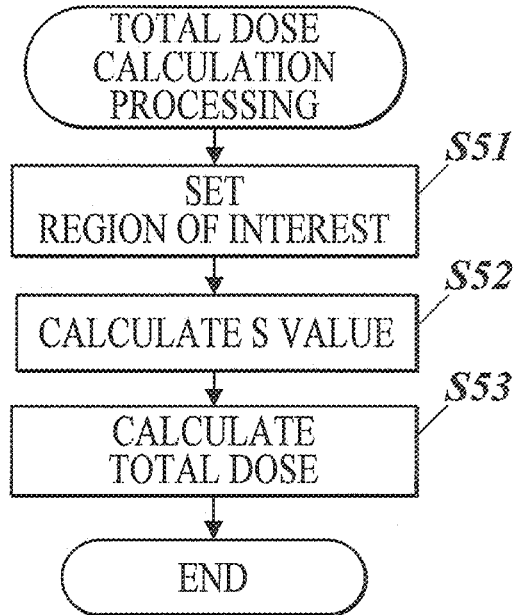 TOTAL DOSE
CALCULATION
PROCESSING
S51
SET
REGION OF INTEREST
S52
CALCULATE S VALUE
S53
CALCULATE
TOTAL DOSE
END